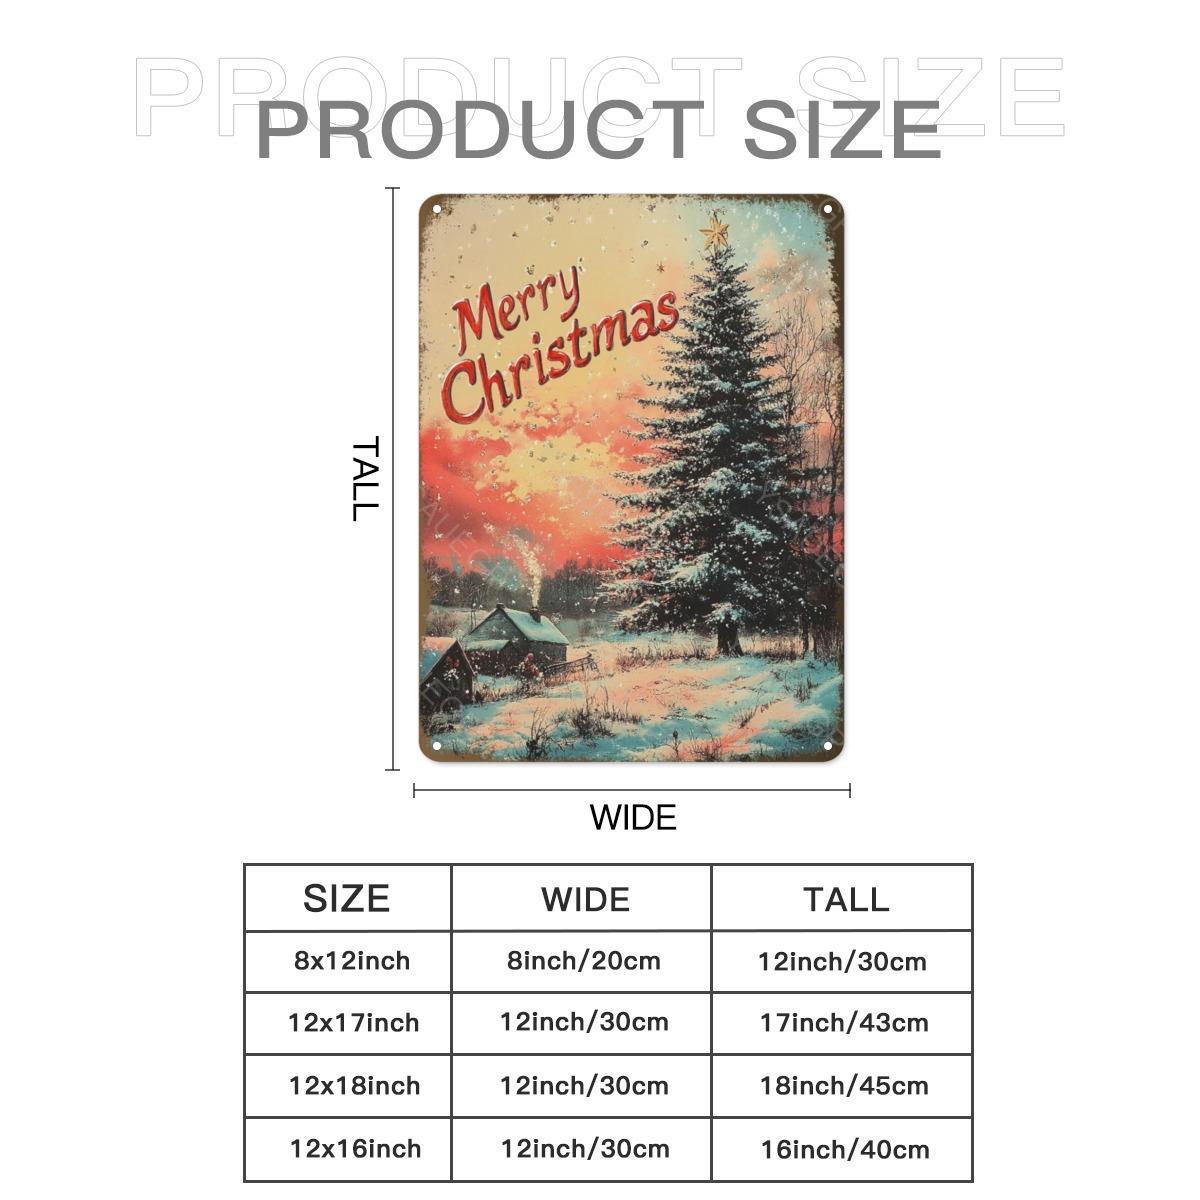 PRODUCT SIZE
PRODUCT SIZE
Merry
Christmas
TALL
WIDE
SIZE WIDE TALL
8x12inch 8inch/20cm 12inch/30cm
12x17inch 12inch/30cm 17inch/43cm
12x18inch 12inch/30cm 18inch/45cm
12x16inch 12inch/30cm 16inch/40cm